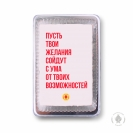 ПУСТЬ
ТВОИ
ЖЕЛАНИЯ
СОЙДУТ
С УМА
ОТ ТВОИХ
ВОЗМОЖНОСТЕЙ